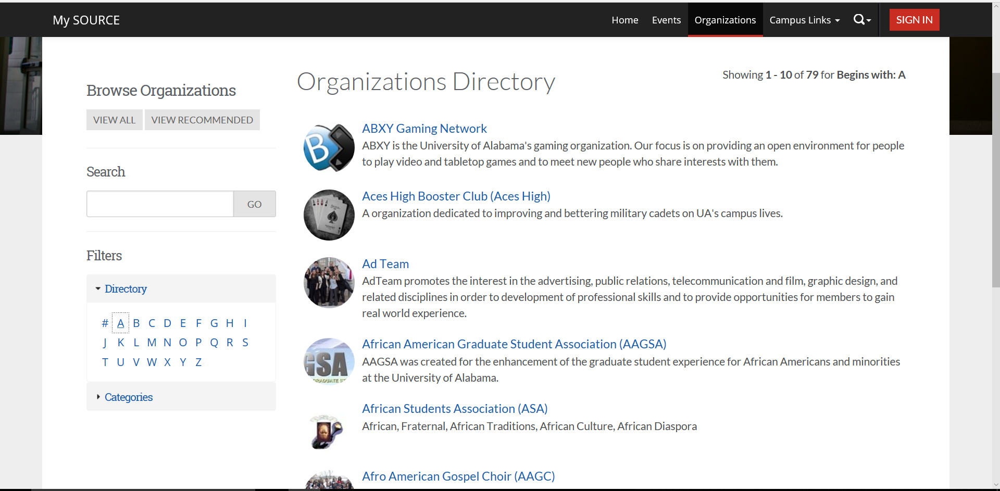 My SOURCE
Home Events Organizations Campus Links SIGN IN
Browse Organizations
VIEW ALL VIEW RECOMMENDED
Search
GO
Filters
Directory
# A B C D E F G H I
J K L M N O P Q R S
T U V W X Y Z
Categories
Organizations Directory
Showing 1 - 10 of 79 for Begins with: A
ABXY Gaming Network
ABXY is the University of Alabama's gaming organization. Our focus is on providing an open environment for people
to play video and tabletop games and to meet new people who share interests with them.
Aces High Booster Club (Aces High)
A organization dedicated to improving and bettering military cadets on UA's campus lives.
Ad Team
AdTeam promotes the interest in the advertising, public relations, telecommunication and film, graphic design, and
related disciplines in order to development of professional skills and to provide opportunities for members to gain
real world experience.
GSA
African American Graduate Student Association (AAGSA)
AAGSA was created for the enhancement of the graduate student experience for African Americans and minorities
at the University of Alabama.
African Students Association (ASA)
African, Fraternal, African Traditions, African Culture, African Diaspora
Afro American Gospel Choir (AAGC)